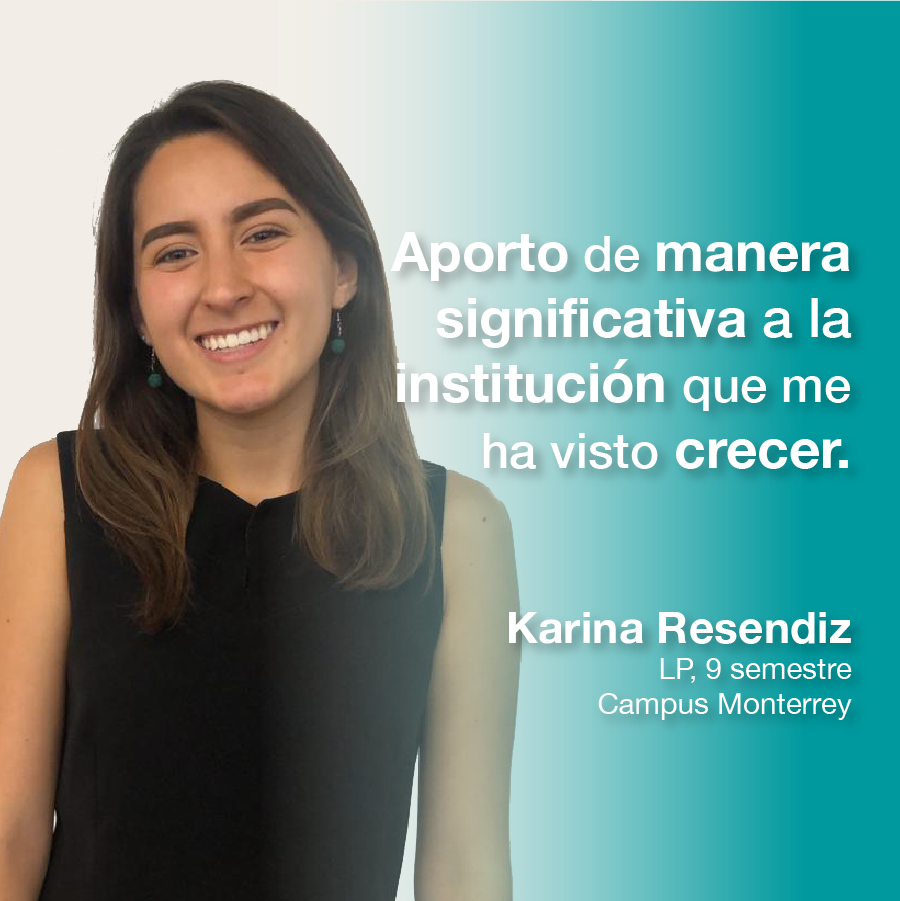 Aporto de manera
significativa a la
institución que me
ha visto crecer.
Karina Resendiz
LP, 9 semestre
Campus Monterrey